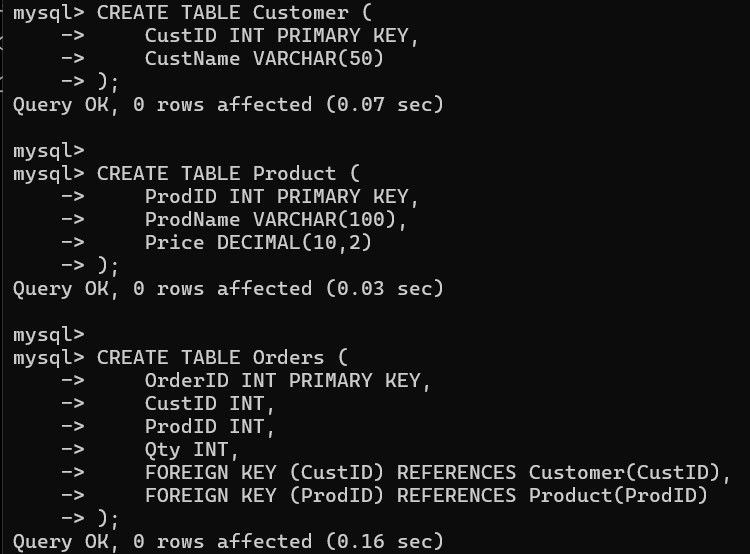 mysql> CREATE TABLE Customer (
    ->     CustID INT PRIMARY KEY,
    ->     CustName VARCHAR(50)
    -> );
Query OK, 0 rows affected (0.07 sec)

mysql>
mysql> CREATE TABLE Product (
    ->     ProdID INT PRIMARY KEY,
    ->     ProdName VARCHAR(100),
    ->     Price DECIMAL(10,2)
    -> );
Query OK, 0 rows affected (0.03 sec)

mysql>
mysql> CREATE TABLE Orders (
    ->     OrderID INT PRIMARY KEY,
    ->     CustID INT,
    ->     ProdID INT,
    ->     Qty INT,
    ->     FOREIGN KEY (CustID) REFERENCES Customer(CustID),
    ->     FOREIGN KEY (ProdID) REFERENCES Product(ProdID)
    -> );
Query OK, 0 rows affected (0.16 sec)